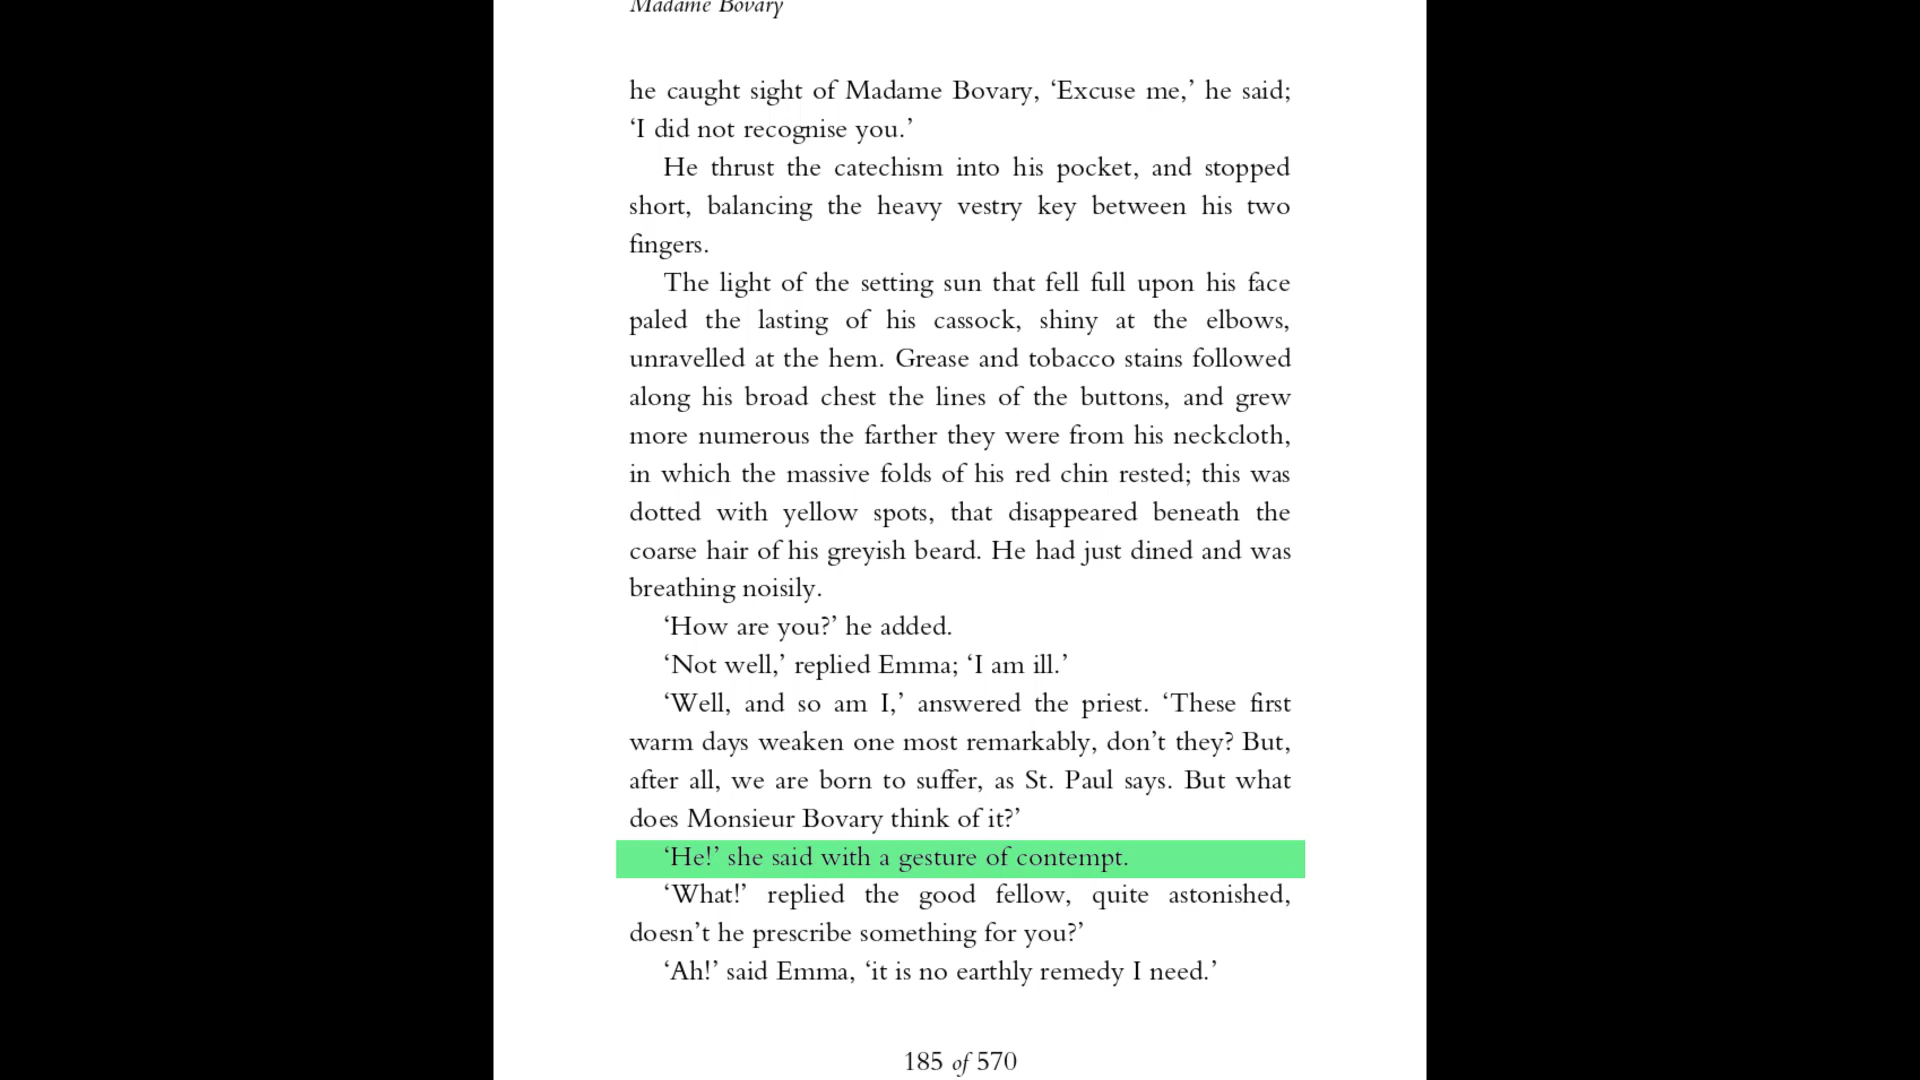 Madame Bovary
he caught sight of Madame Bovary, ‘Excuse me,’ he said;
‘I did not recognise you.’
He thrust the catechism into his pocket, and stopped
short, balancing the heavy vestry key between his two
fingers.
The light of the setting sun that fell full upon his face
paled the lasting of his cassock, shiny at the elbows,
unravelled at the hem. Grease and tobacco stains followed
along his broad chest the lines of the buttons, and grew
more numerous the farther they were from his neckcloth,
in which the massive folds of his red chin rested; this was
dotted with yellow spots, that disappeared beneath the
coarse hair of his greyish beard. He had just dined and was
breathing noisily.
‘How are you?’ he added.
‘Not well,’ replied Emma; ‘I am ill.’
‘Well, and so am I,’ answered the priest. ‘These first
warm days weaken one most remarkably, don’t they? But,
after all, we are born to suffer, as St. Paul says. But what
does Monsieur Bovary think of it?’
‘He!’ she said with a gesture of contempt.
‘What!’ replied the good fellow, quite astonished,
doesn’t he prescribe something for you?’
‘Ah!’ said Emma, ‘it is no earthly remedy I need.’
185 of 570